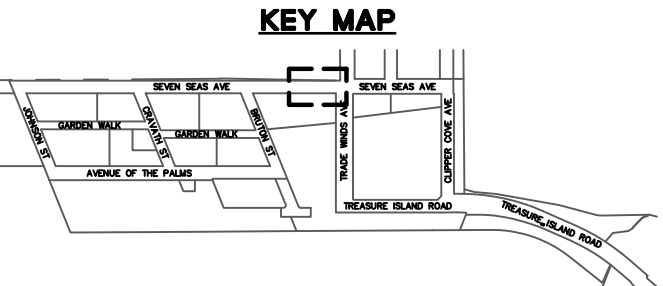 KEY MAP
SEVEN SEAS AVE
SEVEN SEAS AVE
JOHNSON ST
GARDEN WALK
CRAVATH ST
GARDEN WALK
BRUTON ST
TRADE WINDS AVE
CLIPPER COVE AVE
AVENUE OF THE PALMS
TREASURE ISLAND ROAD
TREASURE ISLAND ROAD